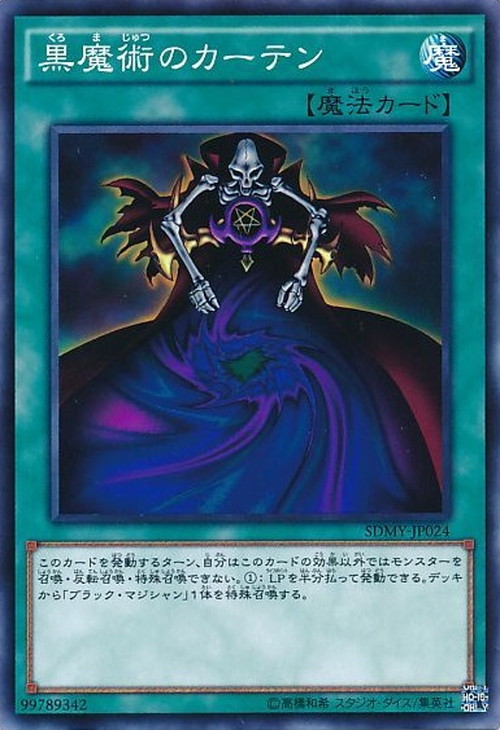 黒魔術のカーテン
魔
【魔法カード】
SDMY-JP024
このカードを発動するターン、自分はこのカードの効果以外ではモンスターを
召喚・反転召喚・特殊召喚できない。①：LPを半分払って発動できる。デッキ
から「ブラック・マジシャン」１体を特殊召喚する。
99789342
©高橋和希 スタジオ・ダイス/集英社